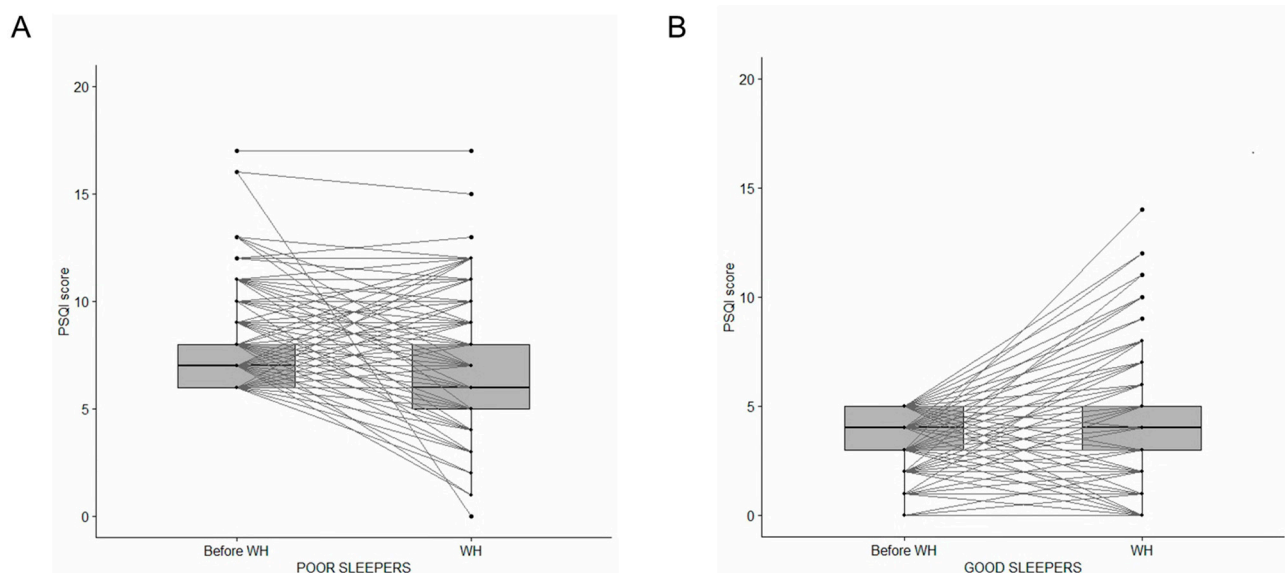 A
PSQI score
20
15
10
5
0
Before WH WH
POOR SLEEPERS
B
PSQI score
20
15
10
5
0
Before WH WH
GOOD SLEEPERS